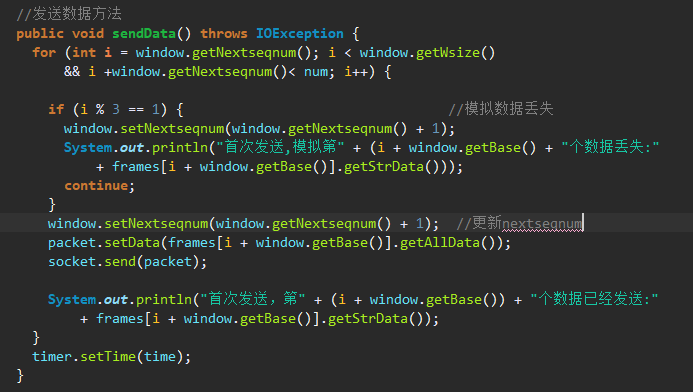 //发送数据方法
public void sendData() throws IOException {
for (int i = window.getNextseqnum(); i < window.getWsize()
&& i +window.getNextseqnum()< num; i++) {
if (i % 3 == 1) { //模拟数据丢失
window.setNextseqnum(window.getNextseqnum() + 1);
System.out.println("首次发送,模拟第" + (i + window.getBase() + "个数据丢失:"
+ frames[i + window.getBase()].getStrData()));
continue;
}
window.setNextseqnum(window.getNextseqnum() + 1); //更新nextseqnum
packet.setData(frames[i + window.getBase()].getAllData());
socket.send(packet);
System.out.println("首次发送，第" + (i + window.getBase()) + "个数据已经发送:"
+ frames[i + window.getBase()].getStrData());
}
timer.setTime(time);
}